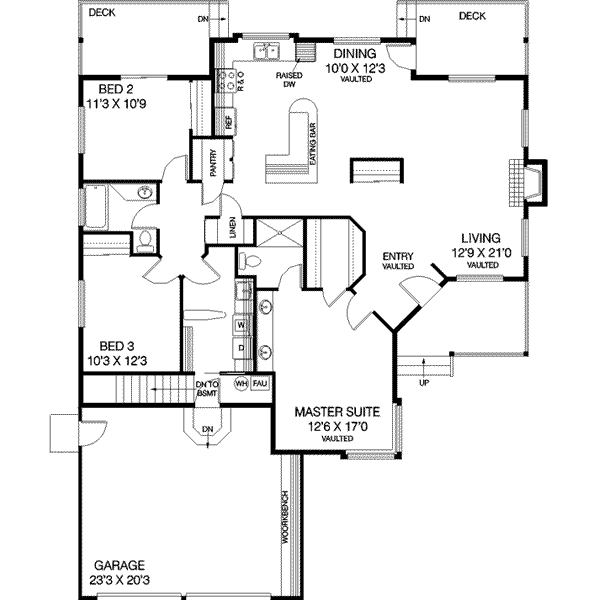 DECK
DN
DN
DECK
DINING
10'0 X 12'3
VAULTED
RAISED
DW
R & O
BED 2
11'3 X 10'9
REF
EATING BAR
PANTRY
LINEN
LIVING
12'9 X 21'0
VAULTED
ENTRY
VAULTED
BED 3
10'3 X 12'3
W
D
UP
DN TO
BSMT
WH
FAU
MASTER SUITE
12'6 X 17'0
VAULTED
DN
WOORKBENCH
GARAGE
23'3 X 20'3